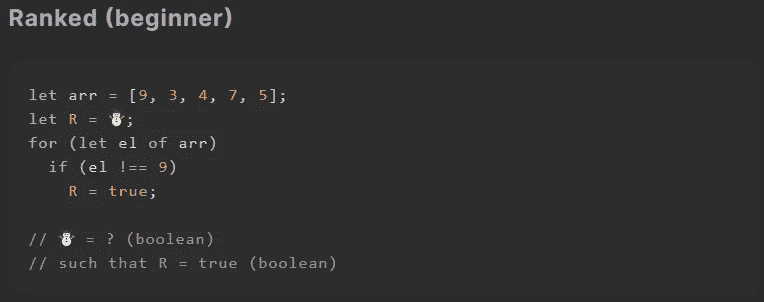 Ranked (beginner)
let arr = [9, 3, 4, 7, 5];
let R = ☃;
for (let el of arr)
  if (el !== 9)
    R = true;
// ☃ = ? (boolean)
// such that R = true (boolean)